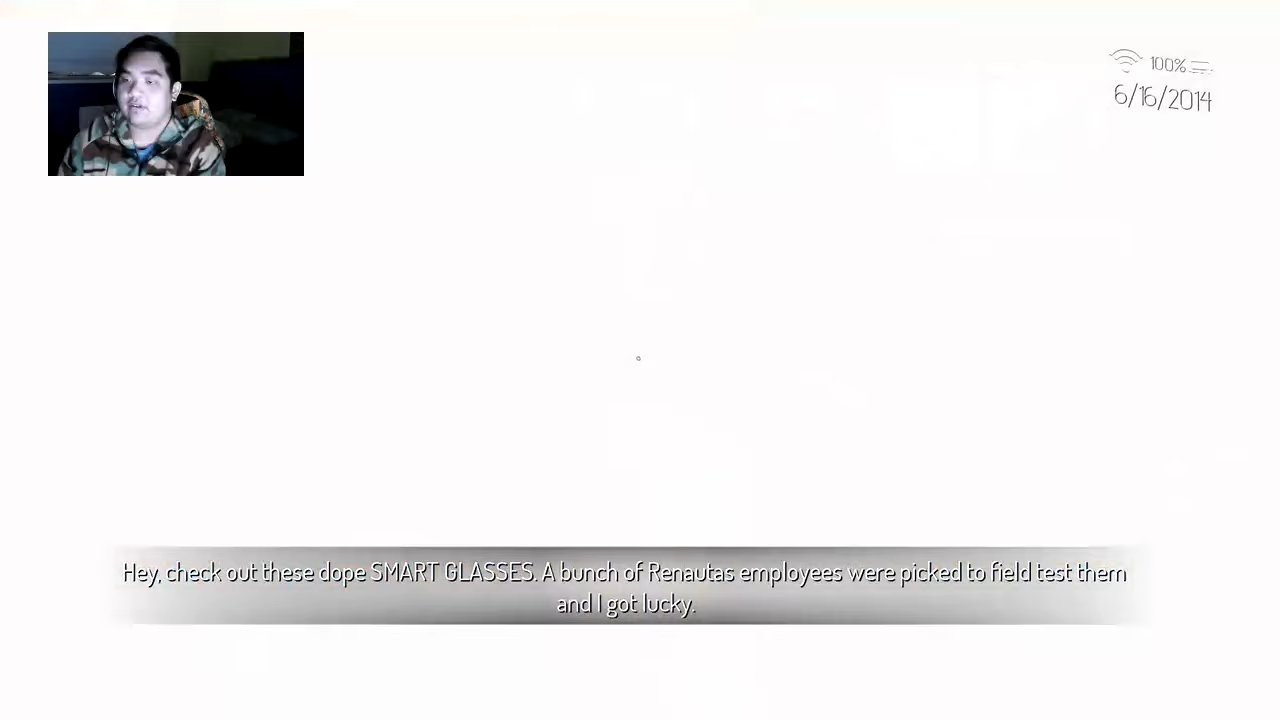 100%
6/16/2014
Hey, check out these dope SMART GLASSES. A bunch of Renautas employees were picked to field test them
and I got lucky.